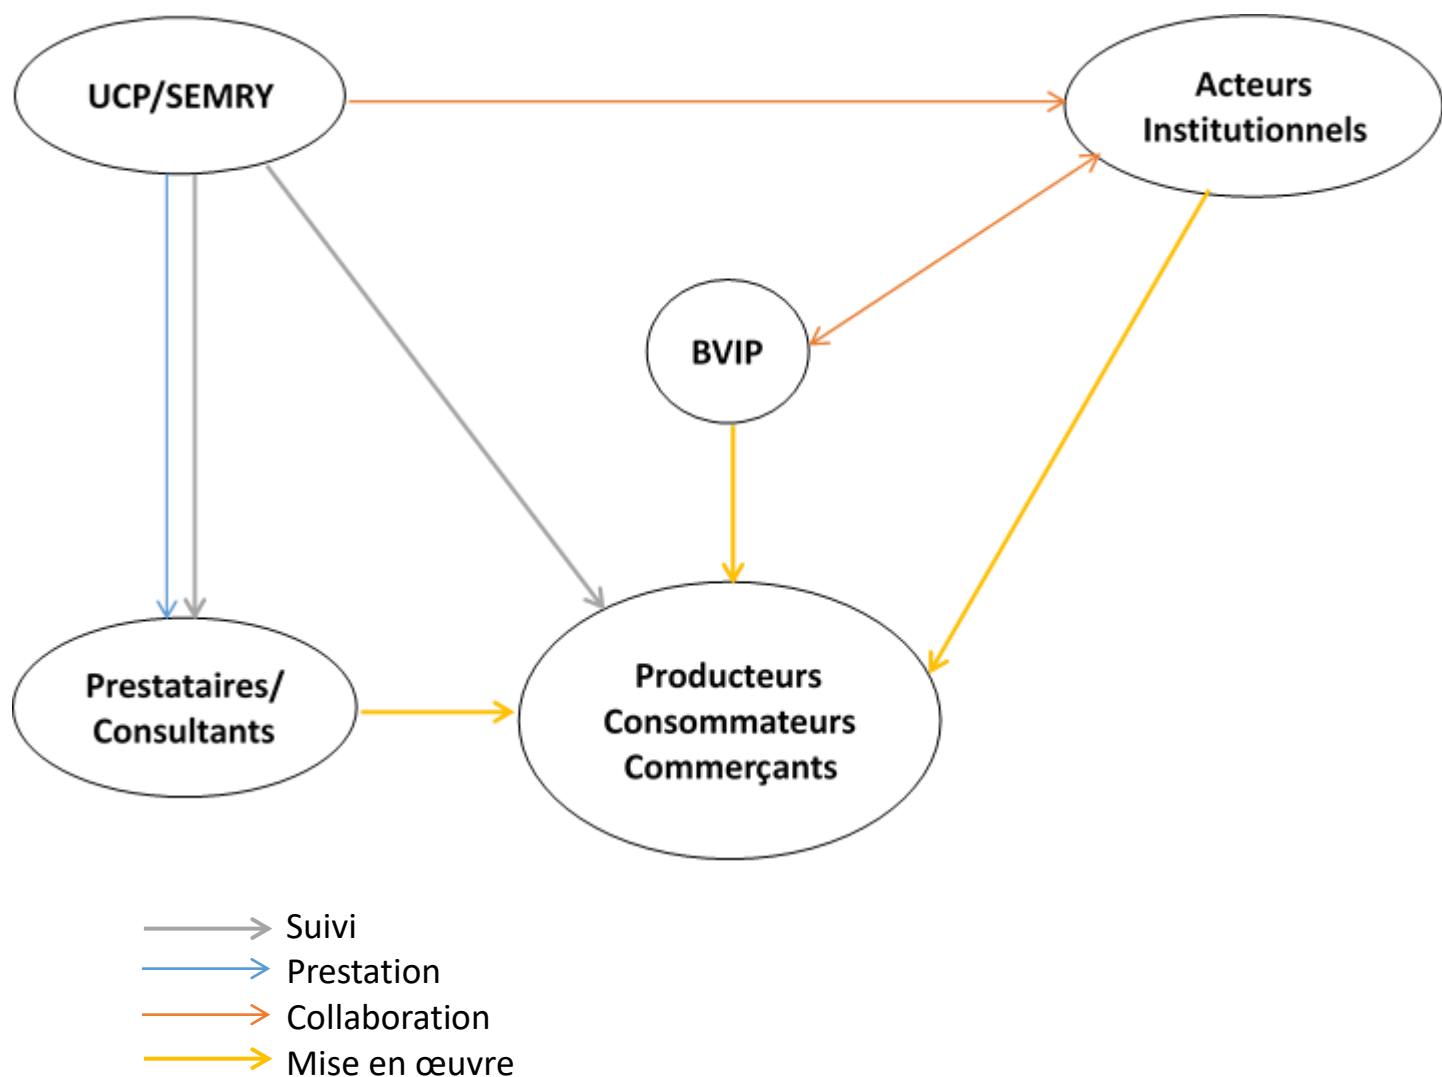 UCP/SEMRY
Acteurs
Institutionnels
BVIP
Prestataires/
Consultants
Producteurs
Consommateurs
Commerçants
Suivi
Prestation
Collaboration
Mise en œuvre